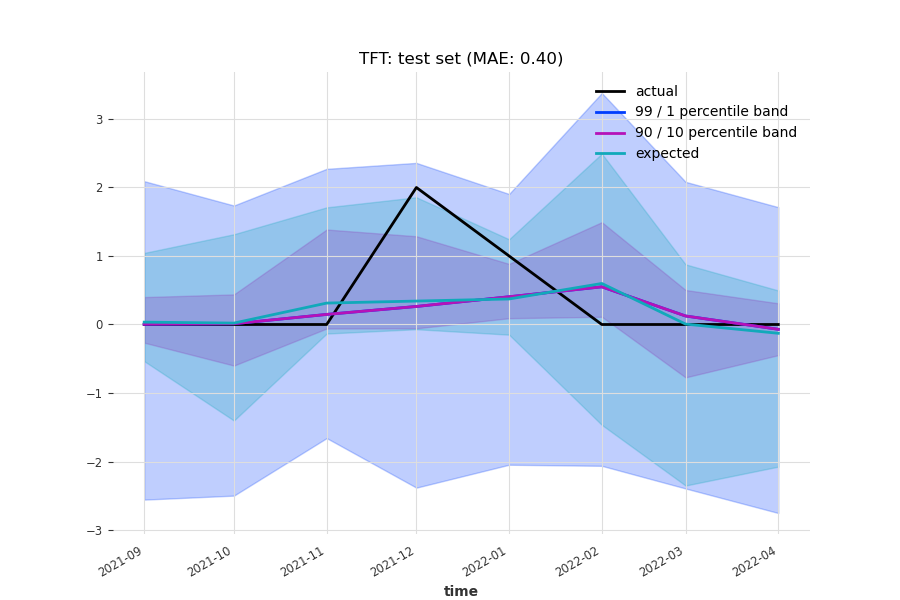 TFT: test set (MAE: 0.40)
actual
99 / 1 percentile band
90 / 10 percentile band
expected
3
2
1
0
−1
−2
−3
2021-09
2021-10
2021-11
2021-12
2022-01
2022-02
2022-03
2022-04
time